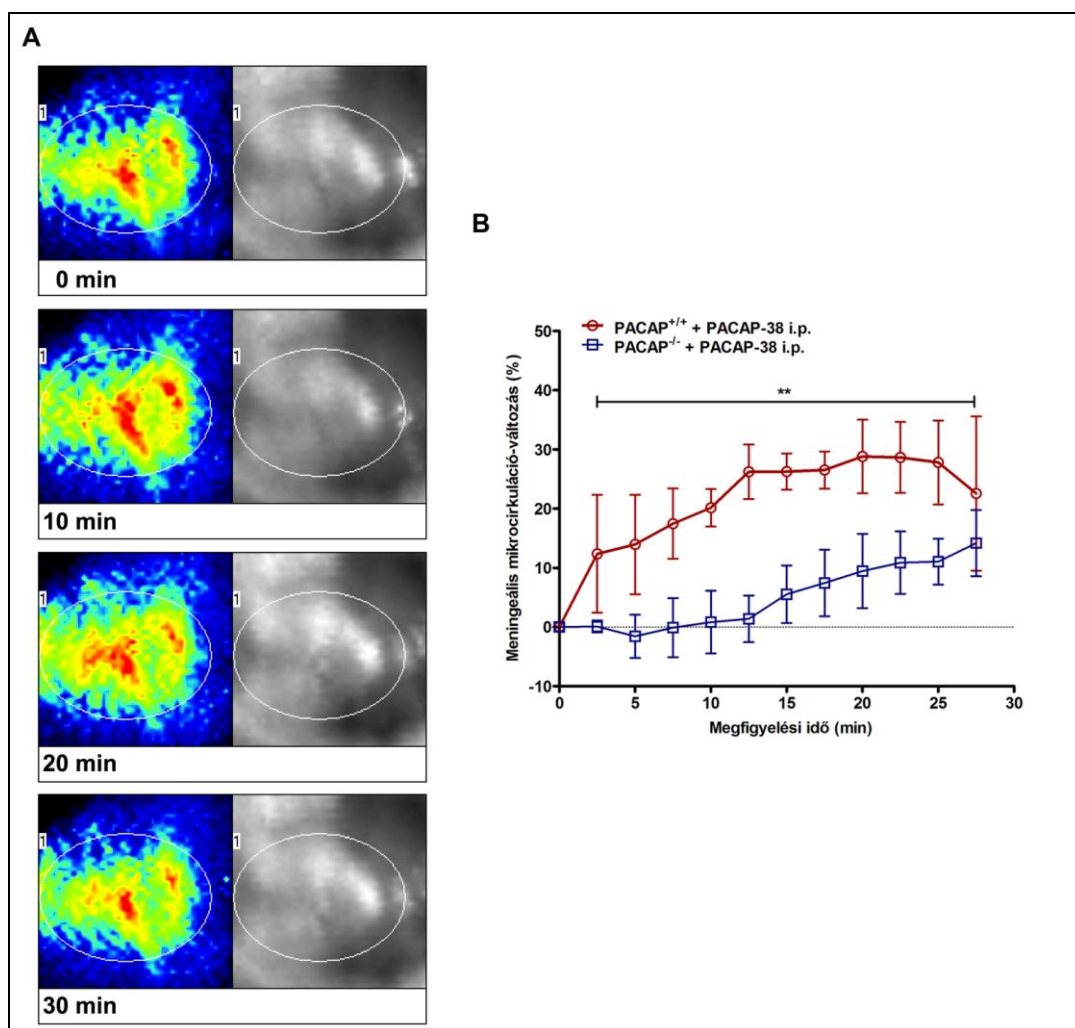 A
1
1
0 min
1
1
10 min
1
1
20 min
1
1
30 min
B
PACAP+/+ + PACAP-38 i.p.
PACAP-/- + PACAP-38 i.p.
**
Meningeális mikrocirkuláció-változás (%)
50
40
30
20
10
0
-10
0 5 10 15 20 25 30
Megfigyelési idő (min)